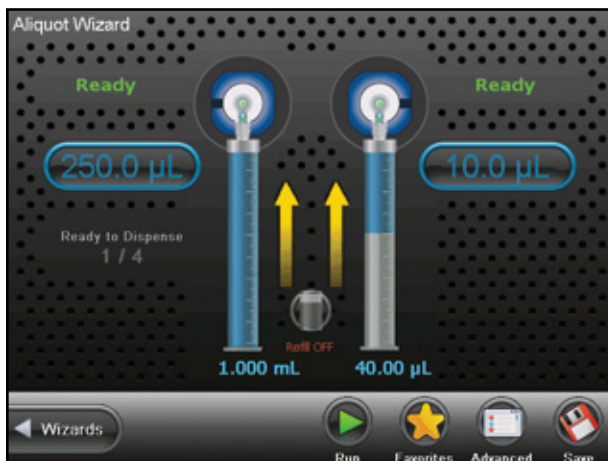 Aliquot Wizard
Ready
Ready
250.0 µL
10.0 µL
Ready to Dispense
1 / 4
Refill OFF
1.000 mL
40.00 µL
Wizards
Run
Favorites
Advanced
Save